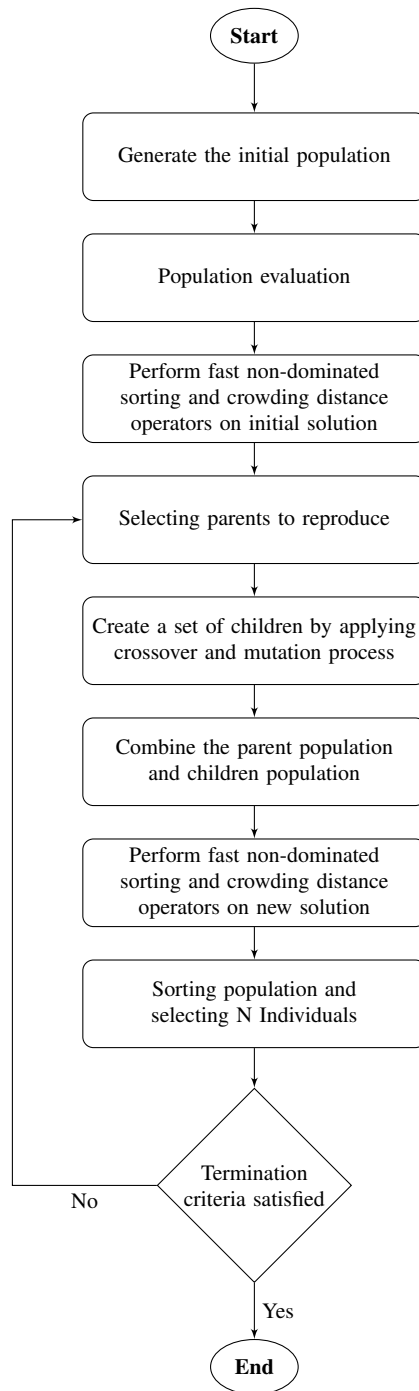 Start
Generate the initial population
Population evaluation
Perform fast non-dominated
sorting and crowding distance
operators on initial solution
Selecting parents to reproduce
Create a set of children by applying
crossover and mutation process
Combine the parent population
and children population
Perform fast non-dominated
sorting and crowding distance
operators on new solution
Sorting population and
selecting N Individuals
Termination
criteria satisfied
No
Yes
End